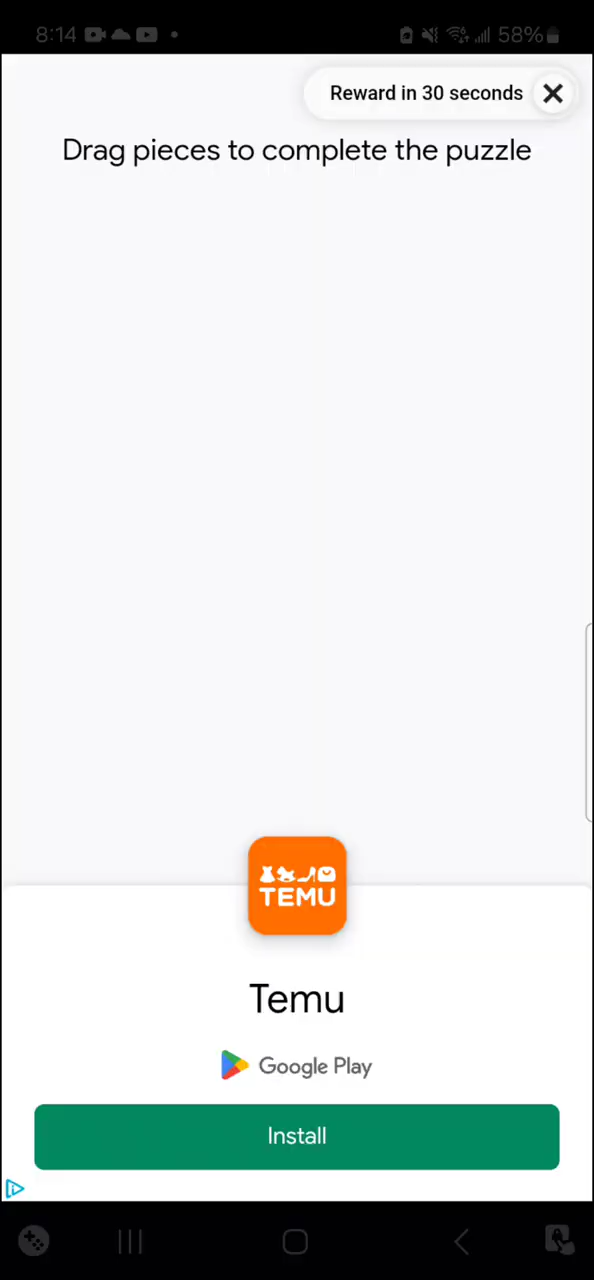 8:14
58%
Reward in 30 seconds
Drag pieces to complete the puzzle
TEMU
Temu
Google Play
Install